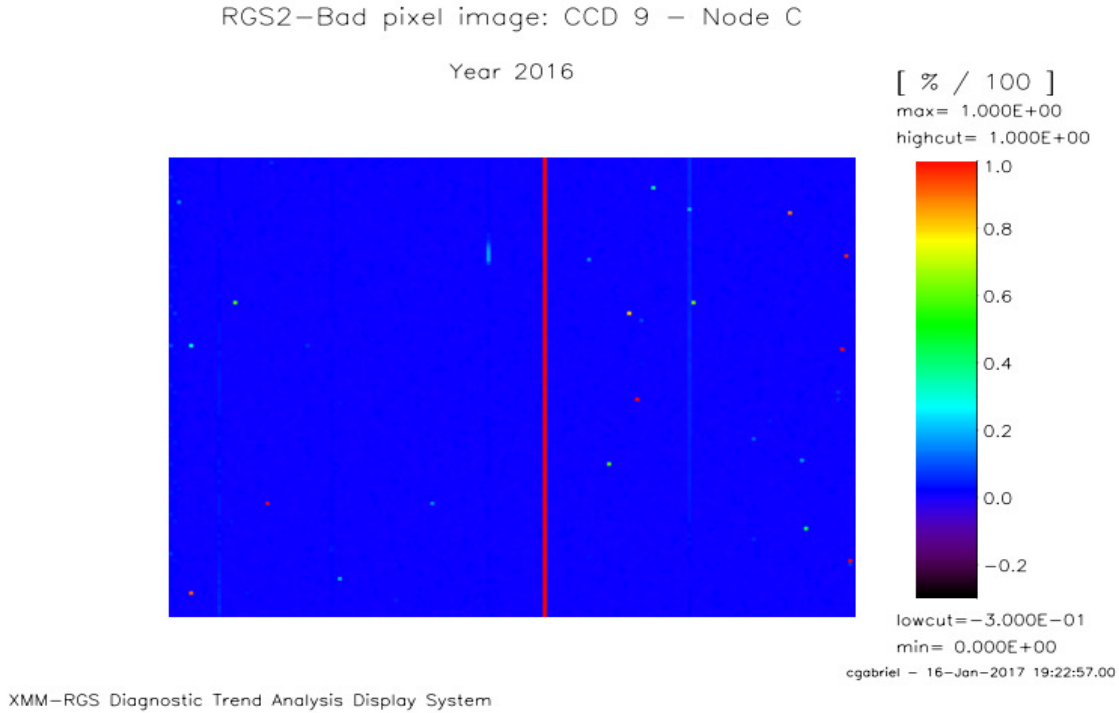 RGS2-Bad pixel image: CCD 9 - Node C
Year 2016
[ % / 100 ]
max= 1.000E+00
highcut= 1.000E+00
1.0
0.8
0.6
0.4
0.2
0.0
-0.2
lowcut=-3.000E-01
min= 0.000E+00
cgabriel - 16-Jan-2017 19:22:57.00
XMM-RGS Diagnostic Trend Analysis Display System